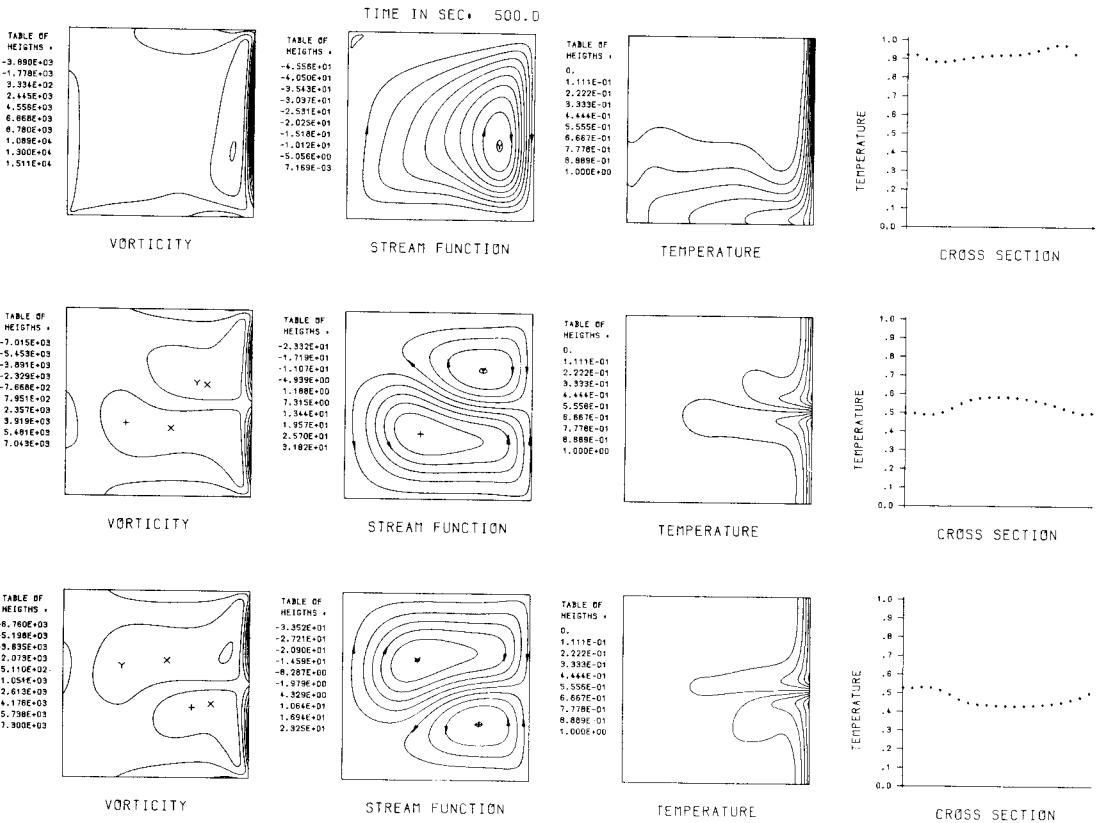 TIME IN SEC. 500.0
TABLE OF
HEIGTHS .
-3.890E+03
-1.778E+03
3.334E+02
2.445E+03
4.556E+03
6.668E+03
8.780E+03
1.089E+04
1.300E+04
1.511E+04
VORTICITY
TABLE OF
HEIGTHS .
-4.556E+01
-4.050E+01
-3.543E+01
-3.037E+01
-2.531E+01
-2.025E+01
-1.518E+01
-1.012E+01
-5.056E+00
7.169E-03
STREAM FUNCTION
TABLE OF
HEIGTHS .
0.
1.111E-01
2.222E-01
3.333E-01
4.444E-01
5.555E-01
6.667E-01
7.778E-01
8.889E-01
1.000E+00
TEMPERATURE
TEMPERATURE
1.0
.9
.8
.7
.6
.5
.4
.3
.2
.1
0.0
CROSS SECTION
TABLE OF
HEIGTHS .
-7.015E+03
-5.453E+03
-3.891E+03
-2.329E+03
-7.668E+02
7.951E+02
2.357E+03
3.919E+03
5.481E+03
7.043E+03
VORTICITY
TABLE OF
HEIGTHS .
-2.332E+01
-1.719E+01
-1.107E+01
-4.939E+00
1.188E+00
7.315E+00
1.344E+01
1.957E+01
2.570E+01
3.182E+01
STREAM FUNCTION
TABLE OF
HEIGTHS .
0.
1.111E-01
2.222E-01
3.333E-01
4.444E-01
5.556E-01
6.667E-01
7.778E-01
8.889E-01
1.000E+00
TEMPERATURE
TEMPERATURE
1.0
.9
.8
.7
.6
.5
.4
.3
.2
.1
0.0
CROSS SECTION
TABLE OF
HEIGTHS .
-6.760E+03
-5.198E+03
-3.635E+03
2.073E+03
5.110E+02
1.051E+03
2.613E+03
4.176E+03
5.738E+03
7.300E+03
VORTICITY
TABLE OF
HEIGTHS .
-3.352E+01
-2.721E+01
-2.090E+01
-1.459E+01
-8.287E+00
-1.979E+00
4.329E+00
1.064E+01
1.694E+01
2.325E+01
STREAM FUNCTION
TABLE OF
HEIGTHS .
0.
1.111E-01
2.222E-01
3.333E-01
4.444E-01
5.556E-01
6.667E-01
7.778E-01
8.889E-01
1.000E+00
TEMPERATURE
TEMPERATURE
1.0
.9
.8
.7
.6
.5
.4
.3
.2
.1
0.0
CROSS SECTION